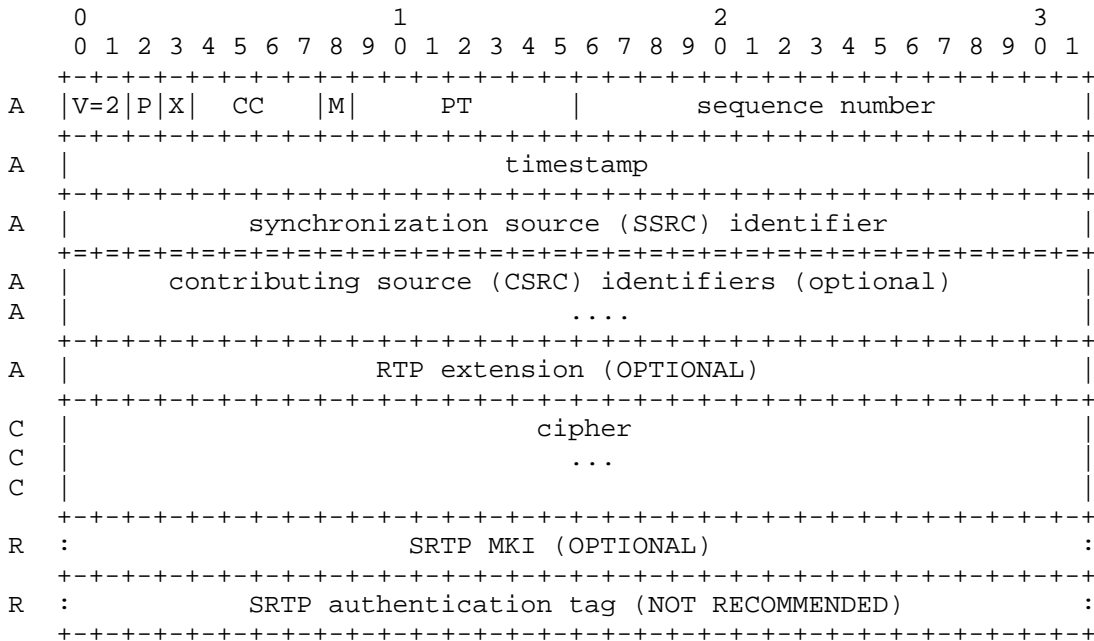 0                   1                   2                   3
0 1 2 3 4 5 6 7 8 9 0 1 2 3 4 5 6 7 8 9 0 1 2 3 4 5 6 7 8 9 0 1
+-+-+-+-+-+-+-+-+-+-+-+-+-+-+-+-+-+-+-+-+-+-+-+-+-+-+-+-+-+-+-+-+
A |V=2|P|X| CC |M| PT | sequence number |
+-+-+-+-+-+-+-+-+-+-+-+-+-+-+-+-+-+-+-+-+-+-+-+-+-+-+-+-+-+-+-+-+
A | timestamp |
+-+-+-+-+-+-+-+-+-+-+-+-+-+-+-+-+-+-+-+-+-+-+-+-+-+-+-+-+-+-+-+-+
A | synchronization source (SSRC) identifier |
+=+=+=+=+=+=+=+=+=+=+=+=+=+=+=+=+=+=+=+=+=+=+=+=+=+=+=+=+=+=+=+=+
A | contributing source (CSRC) identifiers (optional) |
A | .... |
+-+-+-+-+-+-+-+-+-+-+-+-+-+-+-+-+-+-+-+-+-+-+-+-+-+-+-+-+-+-+-+-+
A | RTP extension (OPTIONAL) |
+-+-+-+-+-+-+-+-+-+-+-+-+-+-+-+-+-+-+-+-+-+-+-+-+-+-+-+-+-+-+-+-+
C | cipher |
C | ... |
C | |
+-+-+-+-+-+-+-+-+-+-+-+-+-+-+-+-+-+-+-+-+-+-+-+-+-+-+-+-+-+-+-+-+
R : SRTP MKI (OPTIONAL) :
+-+-+-+-+-+-+-+-+-+-+-+-+-+-+-+-+-+-+-+-+-+-+-+-+-+-+-+-+-+-+-+-+
R : SRTP authentication tag (NOT RECOMMENDED) :
+-+-+-+-+-+-+-+-+-+-+-+-+-+-+-+-+-+-+-+-+-+-+-+-+-+-+-+-+-+-+-+-+